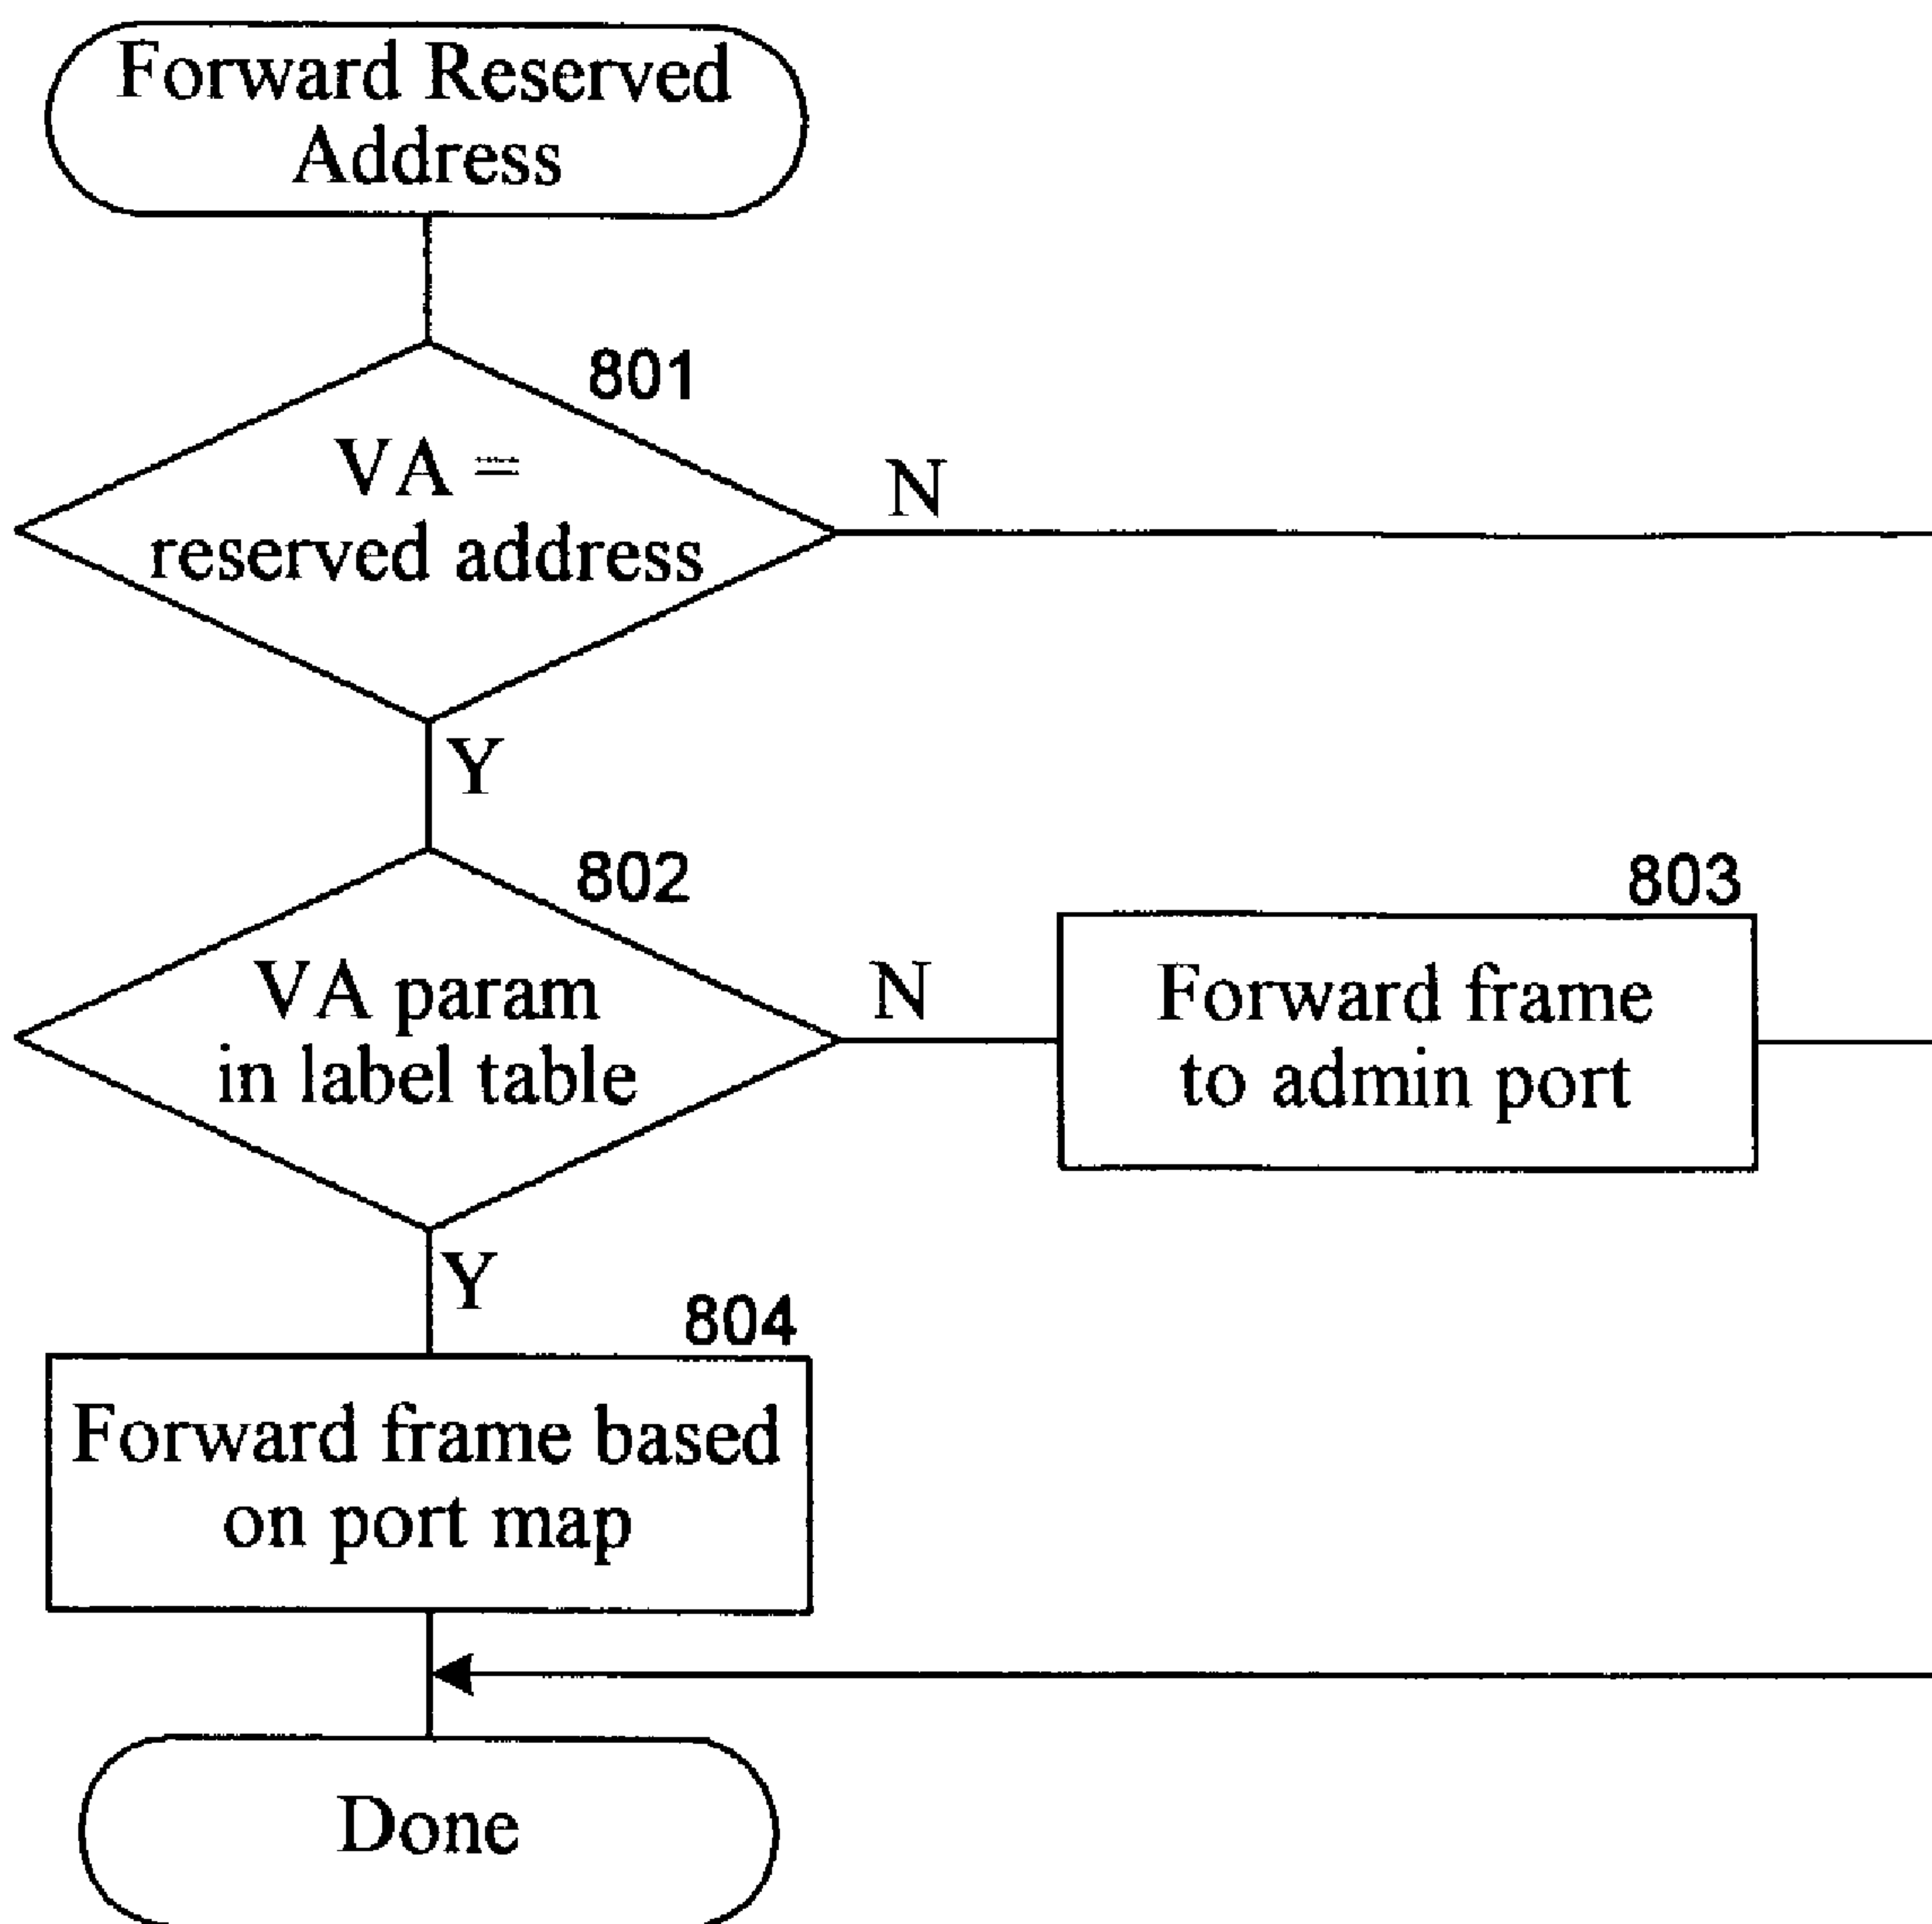 Forward Reserved
Address
801
VA =
reserved address
N
Y
802
VA param
in label table
N
803
Forward frame
to admin port
Y
804
Forward frame based
on port map
Done